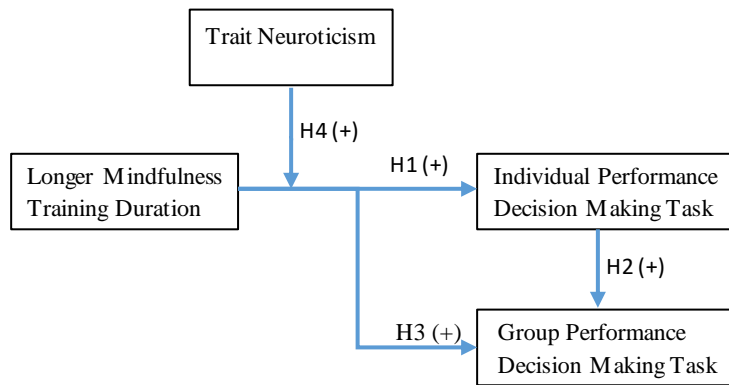 Trait Neuroticism
H4 (+)
Longer Mindfulness
Training Duration
H1 (+)
Individual Performance
Decision Making Task
H2 (+)
H3 (+)
Group Performance
Decision Making Task